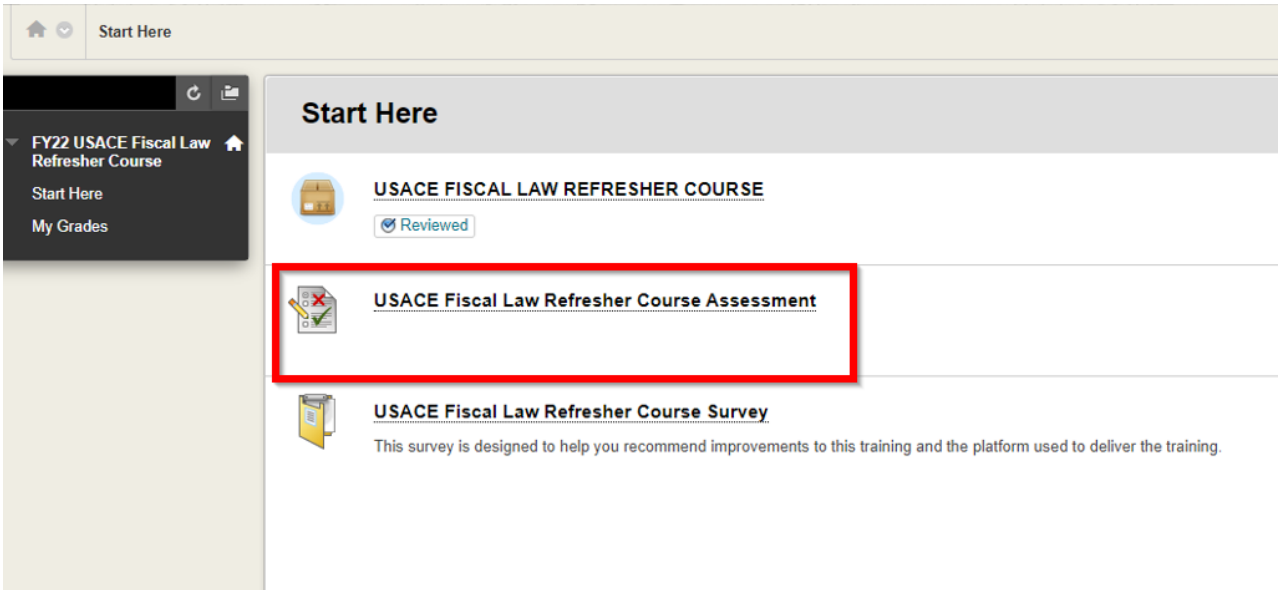 Start Here
FY22 USACE Fiscal Law
Refresher Course
Start Here
My Grades
Start Here
USACE FISCAL LAW REFRESHER COURSE
Reviewed
USACE Fiscal Law Refresher Course Assessment
USACE Fiscal Law Refresher Course Survey
This survey is designed to help you recommend improvements to this training and the platform used to deliver the training.